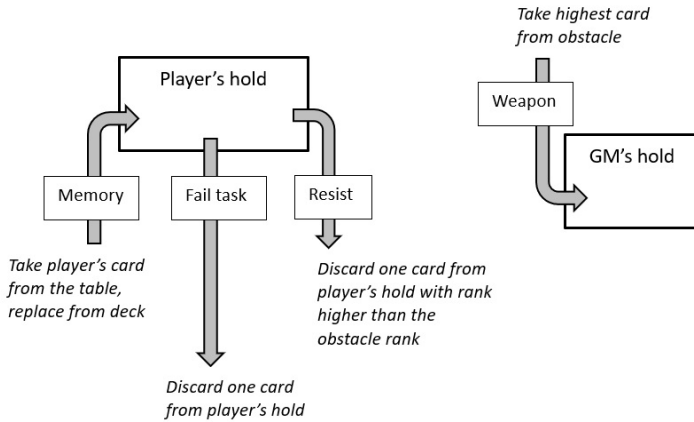 Take highest card
from obstacle
Player's hold
Weapon
GM's hold
Memory
Fail task
Resist
Take player's card
from the table,
replace from deck
Discard one card from
player's hold with rank
higher than the
obstacle rank
Discard one card
from player's hold